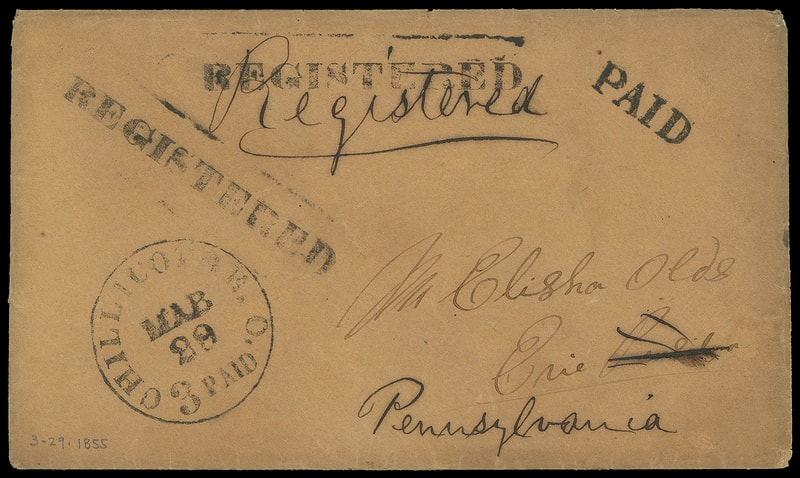 REGISTERED
Registered
PAID
REGISTERED
CHILLICOTHE, O.
MAR
29
3 PAID
Mr Elisha Olds
Erie
Pennsylvania
3-29-1855